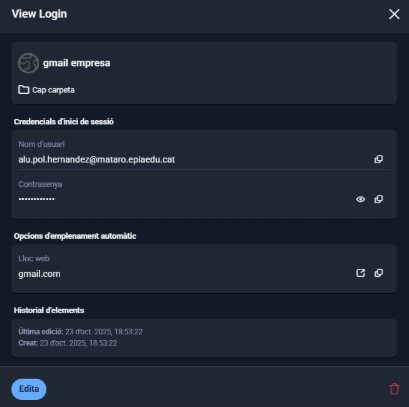 View Login
gmail empresa
Cap carpeta
Credencials d'inici de sessió
Nom d'usuari
alu.pol.hernandez@mataro.epiaedu.cat
Contrasenya
••••••••••••
Opcions d'emplenament automàtic
Lloc web
gmail.com
Historial d'elements
Última edició: 23 d'oct. 2025, 18:53:22
Creat: 23 d'oct. 2025, 18:53:22
Edita